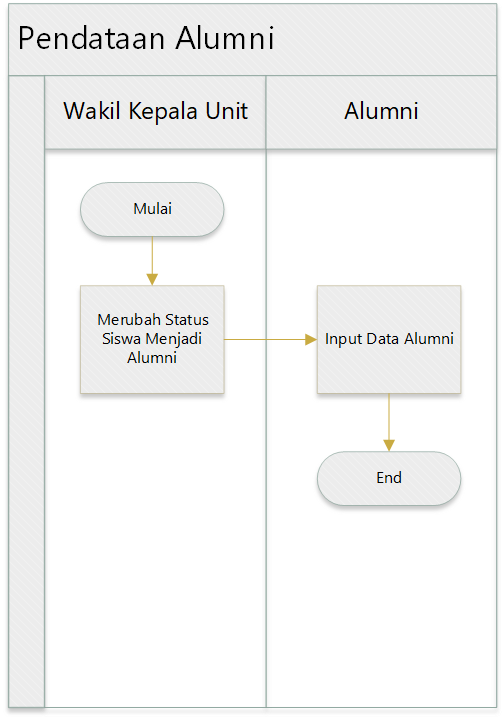 Pendataan Alumni
Wakil Kepala Unit
Alumni
Mulai
Merubah Status
Siswa Menjadi
Alumni
Input Data Alumni
End